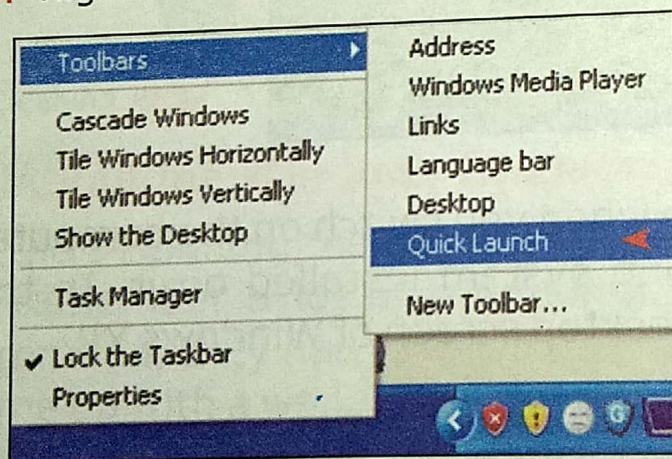 Toolbars
Cascade Windows
Tile Windows Horizontally
Tile Windows Vertically
Show the Desktop
Task Manager
Lock the Taskbar
Properties
Address
Windows Media Player
Links
Language bar
Desktop
Quick Launch
New Toolbar...